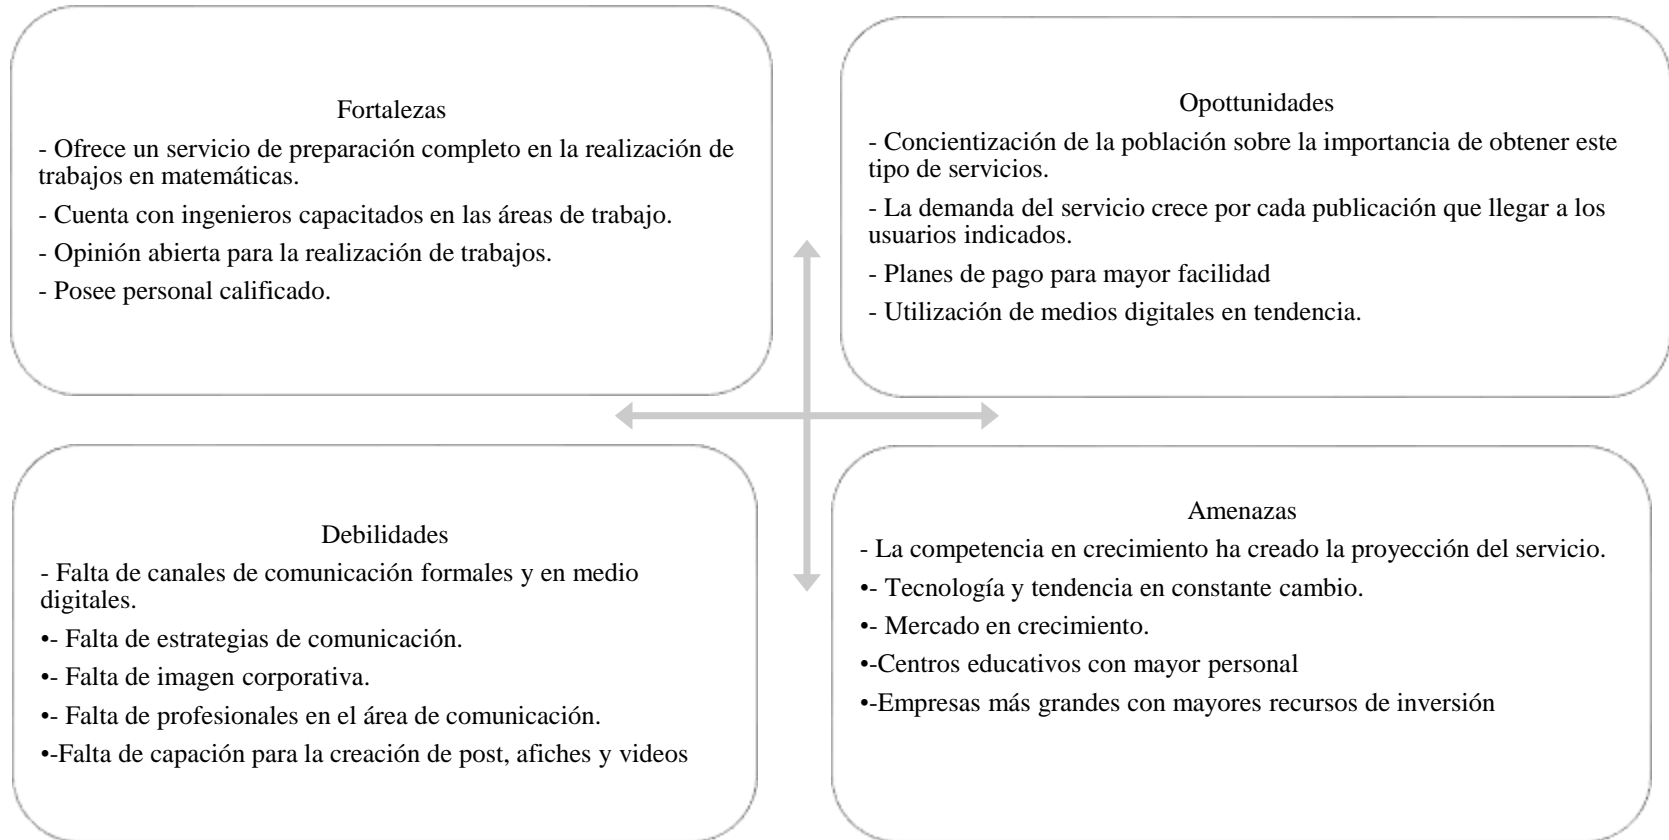 Fortalezas
- Ofrece un servicio de preparación completo en la realización de
trabajos en matemáticas.
- Cuenta con ingenieros capacitados en las áreas de trabajo.
- Opinión abierta para la realización de trabajos.
- Posee personal calificado.
Opottunidades
- Concientización de la población sobre la importancia de obtener este
tipo de servicios.
- La demanda del servicio crece por cada publicación que llegar a los
usuarios indicados.
- Planes de pago para mayor facilidad
- Utilización de medios digitales en tendencia.
Debilidades
- Falta de canales de comunicación formales y en medio
digitales.
•- Falta de estrategias de comunicación.
•- Falta de imagen corporativa.
•- Falta de profesionales en el área de comunicación.
•-Falta de capación para la creación de post, afiches y videos
Amenazas
- La competencia en crecimiento ha creado la proyección del servicio.
•- Tecnología y tendencia en constante cambio.
•- Mercado en crecimiento.
•-Centros educativos con mayor personal
•-Empresas más grandes con mayores recursos de inversión